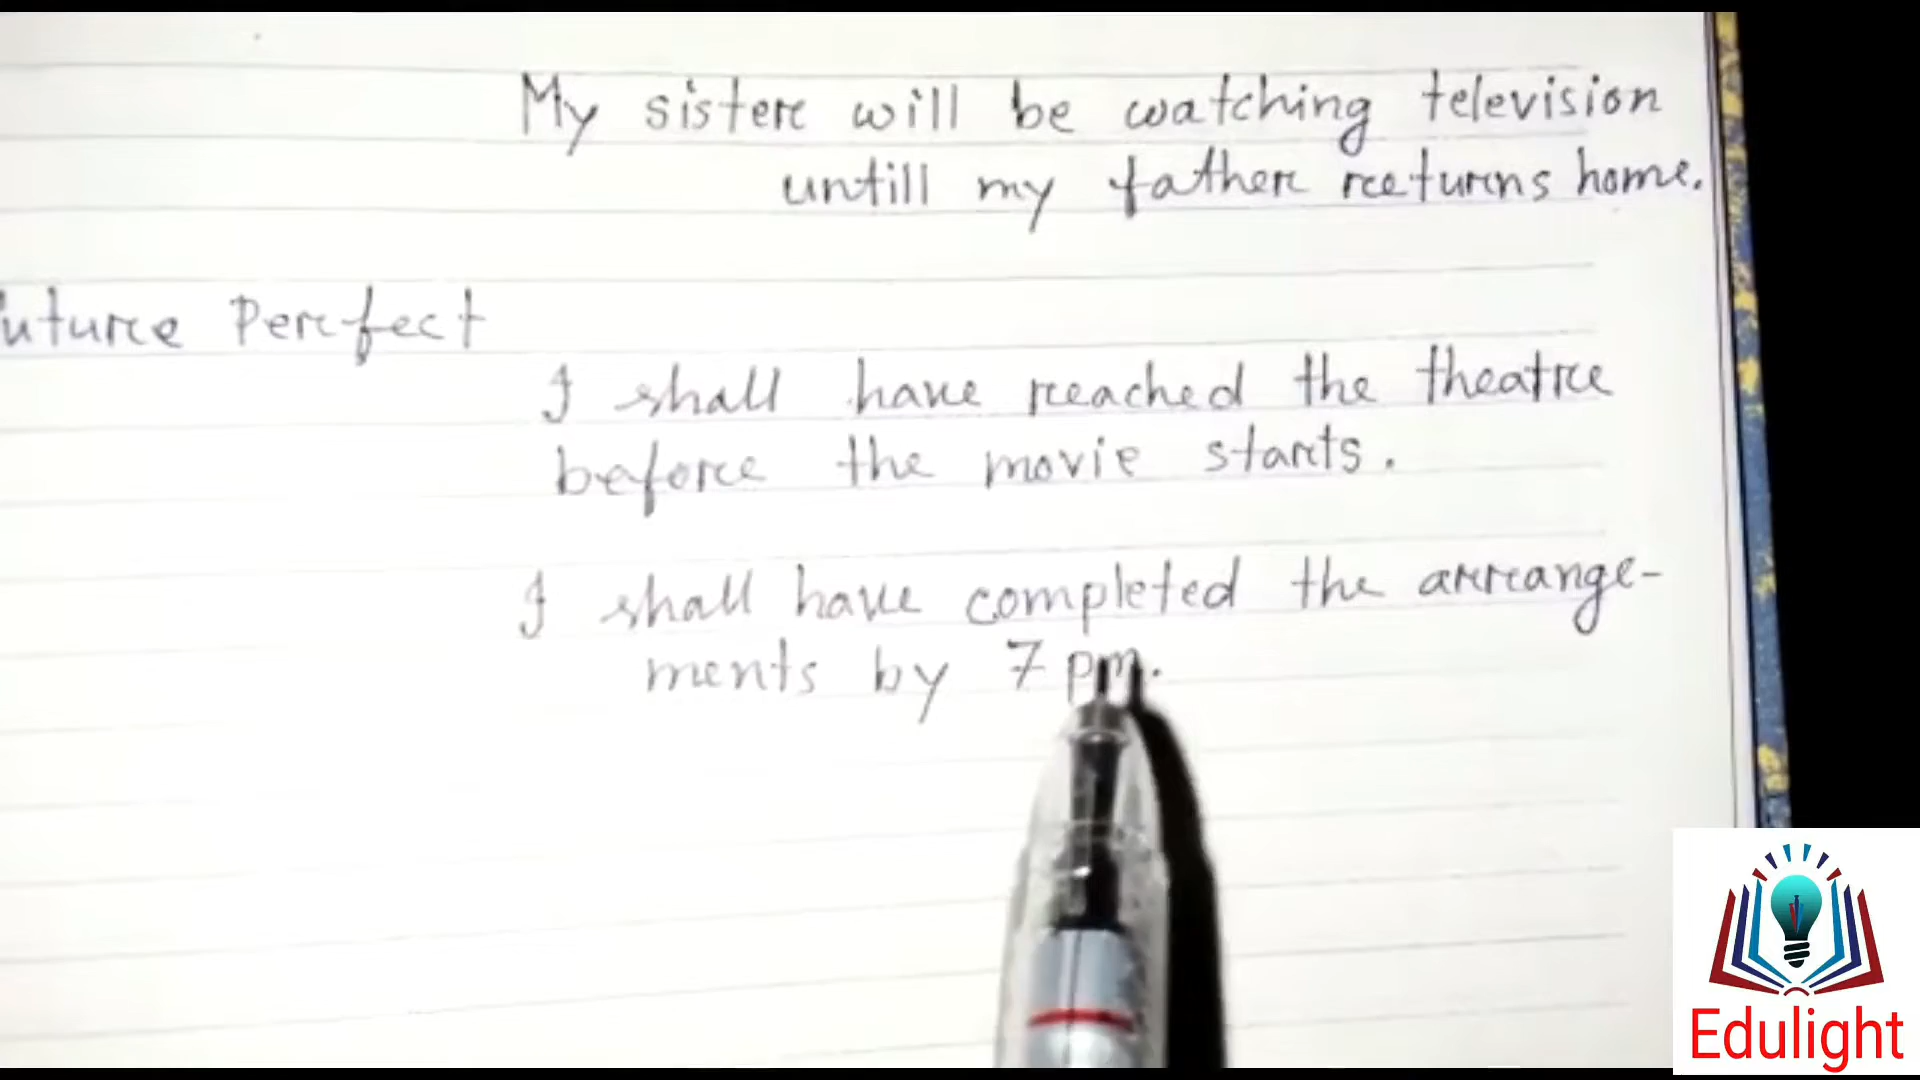 My sister will be watching television
untill my father returns home.
uture Perfect
I shall have reached the theatre
before the movie starts.
I shall have completed the arrange-
ments by 7 pm.
Edulight